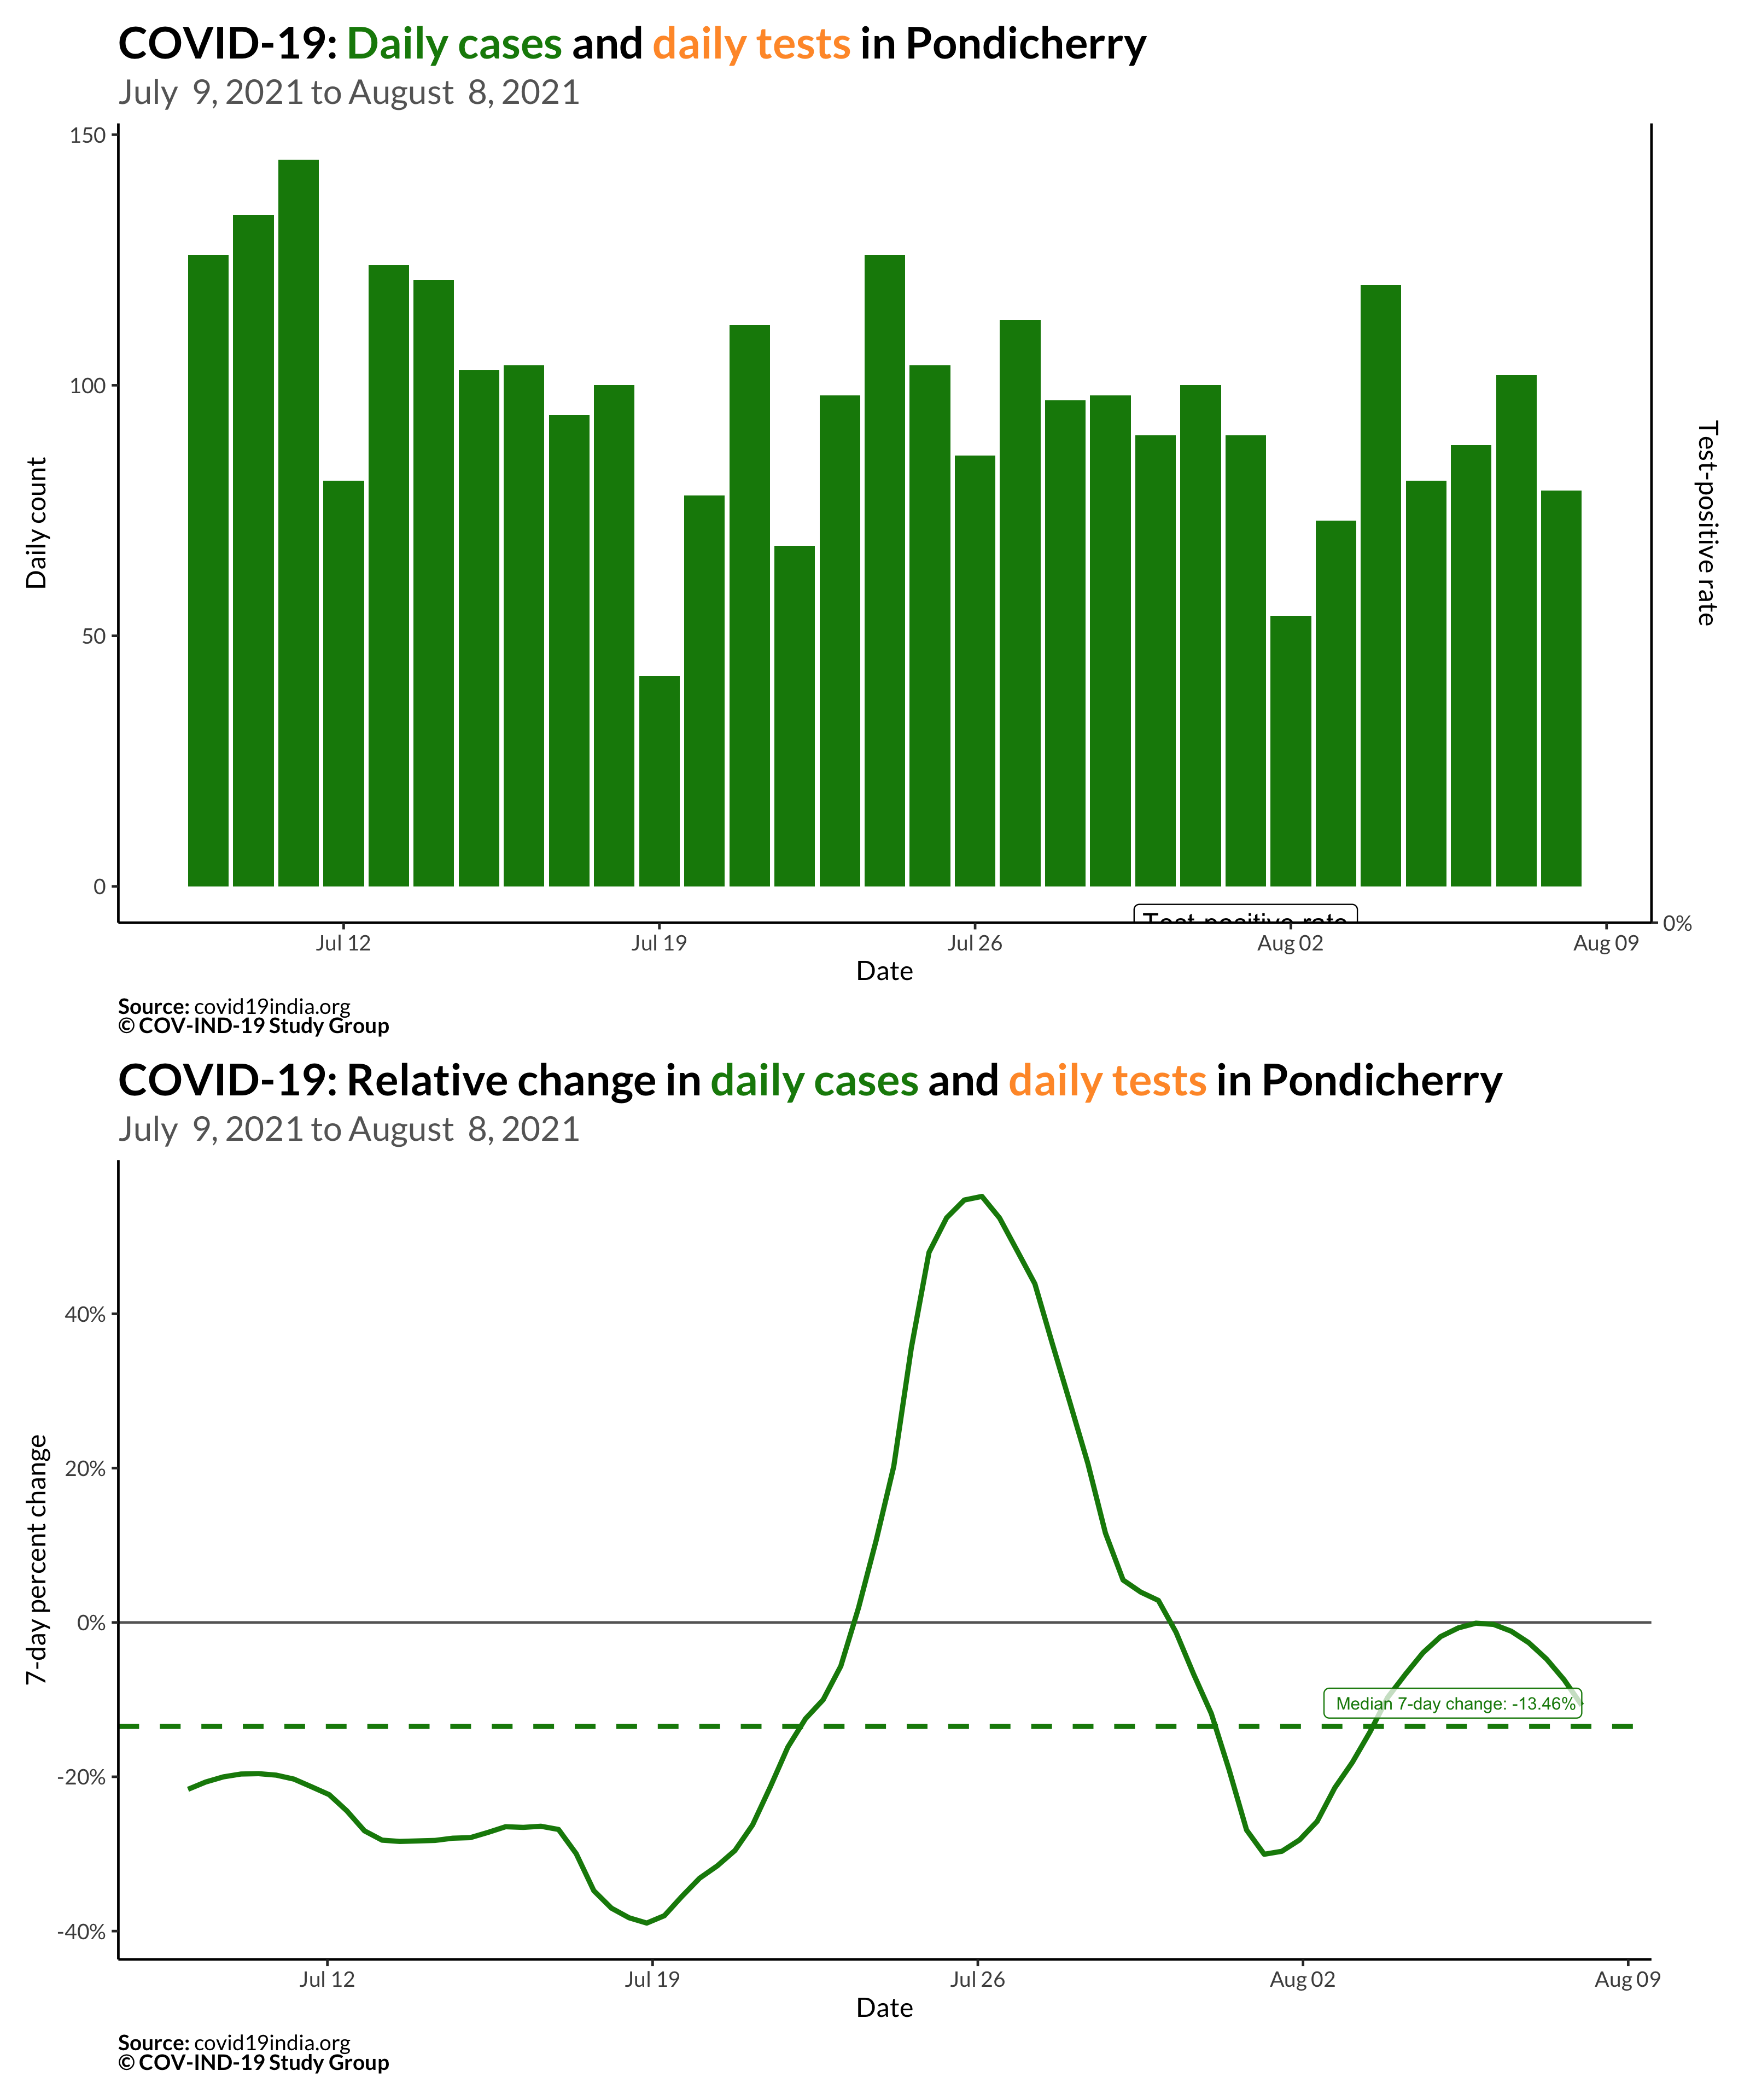 COVID-19: Daily cases and daily tests in Pondicherry
July 9, 2021 to August 8, 2021
150
100
50
0
Daily count
Test-positive rate
Test-positive rate
0%
Jul 12
Jul 19
Jul 26
Aug 02
Aug 09
Date
Source: covid19india.org
© COV-IND-19 Study Group
COVID-19: Relative change in daily cases and daily tests in Pondicherry
July 9, 2021 to August 8, 2021
40%
20%
0%
-20%
-40%
7-day percent change
Median 7-day change: -13.46%
Jul 12
Jul 19
Jul 26
Aug 02
Aug 09
Date
Source: covid19india.org
© COV-IND-19 Study Group